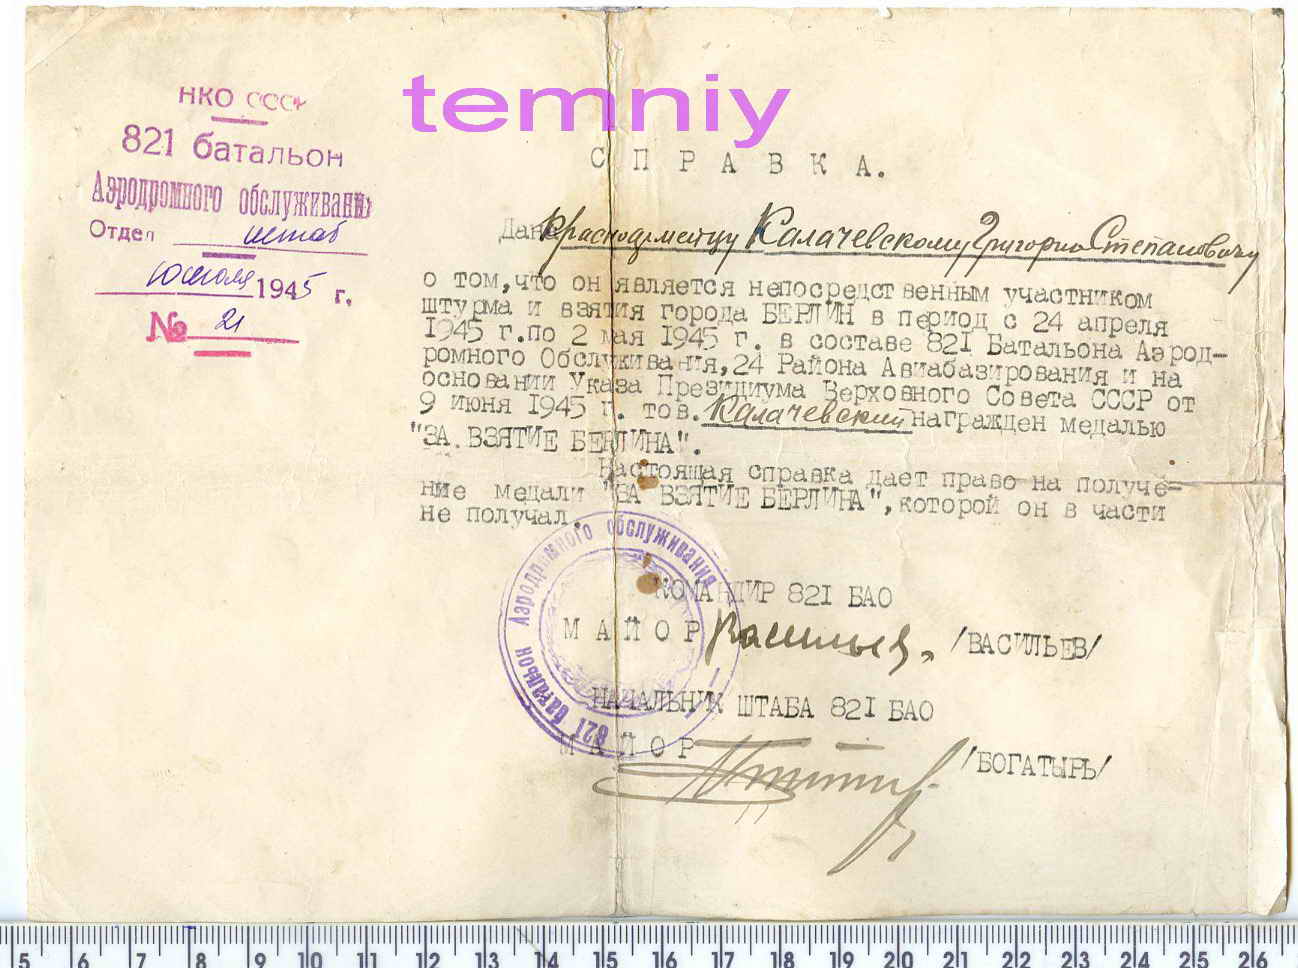 temniy
НКО СССР
821 батальон
Аэродромного обслуживания
Отдел штаб
10 июля 1945 г.
№ 21
СПРАВКА.
Дана Красноармейцу Калачевскому Григорию Степановичу
о том, что он является непосредственным участником
штурма и взятия города БЕРЛИН в период с 24 апреля
1945 г. по 2 мая 1945 г. в составе 821 Батальона Аэрод-
ромного Обслуживания, 24 Района Авиабазирования и на
основании Указа Президиума Верховного Совета СССР от
9 июня 1945 г. тов. Калачевский награжден медалью
"ЗА ВЗЯТИЕ БЕРЛИНА".
Настоящая справка дает право на получе-
ние медали "ЗА ВЗЯТИЕ БЕРЛИНА", которой он в части
не получал.
821 батальон Аэродромного обслуживания
КОМАНДИР 821 БАО
МАЙОР Васильев /ВАСИЛЬЕВ/
НАЧАЛЬНИК ШТАБА 821 БАО
МАЙОР /БОГАТЫРЬ/
5 6 7 8 9 10 11 12 13 14 15 16 17 18 19 20 21 22 23 24 25 26